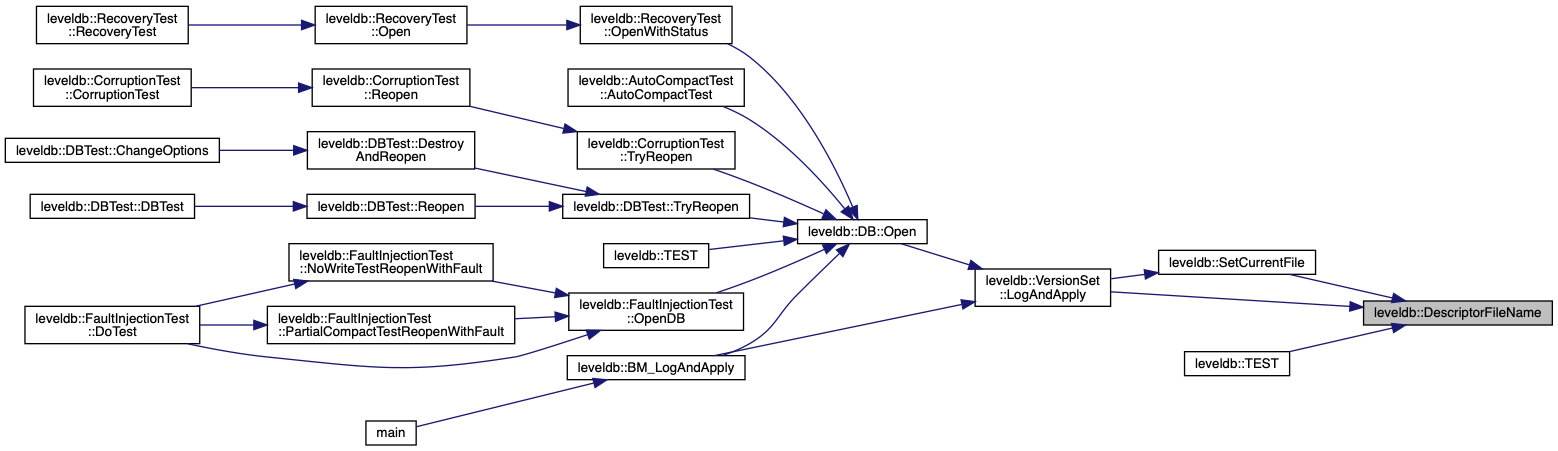 leveldb::RecoveryTest
::RecoveryTest
leveldb::RecoveryTest
::Open
leveldb::RecoveryTest
::OpenWithStatus
leveldb::CorruptionTest
::CorruptionTest
leveldb::CorruptionTest
::Reopen
leveldb::AutoCompactTest
::AutoCompactTest
leveldb::DBTest::ChangeOptions
leveldb::DBTest::Destroy
AndReopen
leveldb::CorruptionTest
::TryReopen
leveldb::DBTest::DBTest
leveldb::DBTest::Reopen
leveldb::DBTest::TryReopen
leveldb::DB::Open
leveldb::TEST
leveldb::FaultInjectionTest
::NoWriteTestReopenWithFault
leveldb::SetCurrentFile
leveldb::VersionSet
::LogAndApply
leveldb::DescriptorFileName
leveldb::FaultInjectionTest
::DoTest
leveldb::FaultInjectionTest
::PartialCompactTestReopenWithFault
leveldb::FaultInjectionTest
::OpenDB
leveldb::TEST
leveldb::BM_LogAndApply
main